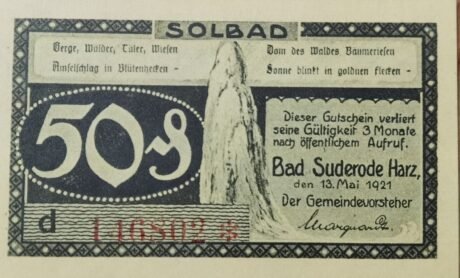 SOLBAD
Berge, Wälder, Täler, Wiesen
Amselschlag in Blütenhecken -
Dom des Waldes Baumriesen
Sonne blinkt in goldnen flecken -
50 ₰
Dieser Gutschein verliert
seine Gültigkeit 3 Monate
nach öffentlichem Aufruf.
Bad Suderode Harz,
den 13. Mai 1921
Der Gemeindevorsteher
Marquardt
d
146802 *